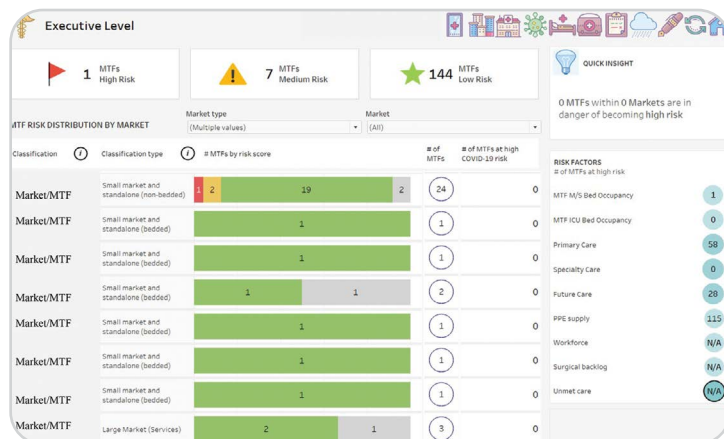 Executive Level
1 MTFs
High Risk
7 MTFs
Medium Risk
144 MTFs
Low Risk
QUICK INSIGHT
0 MTFs within 0 Markets are in
danger of becoming high risk
MTF RISK DISTRIBUTION BY MARKET
Market type
(Multiple values)
Market
(All)
Classification i Classification type i # MTFs by risk score
# of
MTFs
# of MTFs at high
COVID-19 risk
Market/MTF
Small market and
standalone (non-bedded)
1 2 19 2 24 0
Market/MTF
Small market and
standalone (bedded)
1 1 0
Market/MTF
Small market and
standalone (bedded)
1 1 0
Market/MTF
Small market and
standalone (bedded)
1 1 2 0
Market/MTF
Small market and
standalone (bedded)
1 1 0
Market/MTF
Small market and
standalone (bedded)
1 1 0
Market/MTF
Small market and
standalone (bedded)
1 1 0
Market/MTF
Large Market (Services)
2 1 3 0
RISK FACTORS
# of MTFs at high risk
MTF M/S Bed Occupancy 1
MTF ICU Bed Occupancy 0
Primary Care 58
Specialty Care 0
Future Care 28
PPE supply 115
Workforce N/A
Surgical backlog N/A
Unmet care N/A